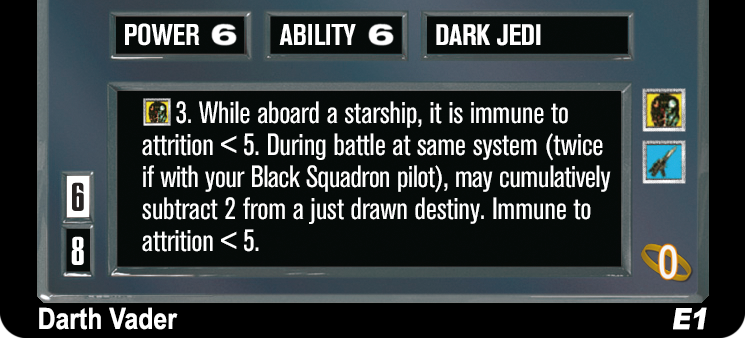 POWER 6 ABILITY 6 DARK JEDI
3. While aboard a starship, it is immune to
attrition < 5. During battle at same system (twice
if with your Black Squadron pilot), may cumulatively
subtract 2 from a just drawn destiny. Immune to
attrition < 5.
6
8
0
Darth Vader E1